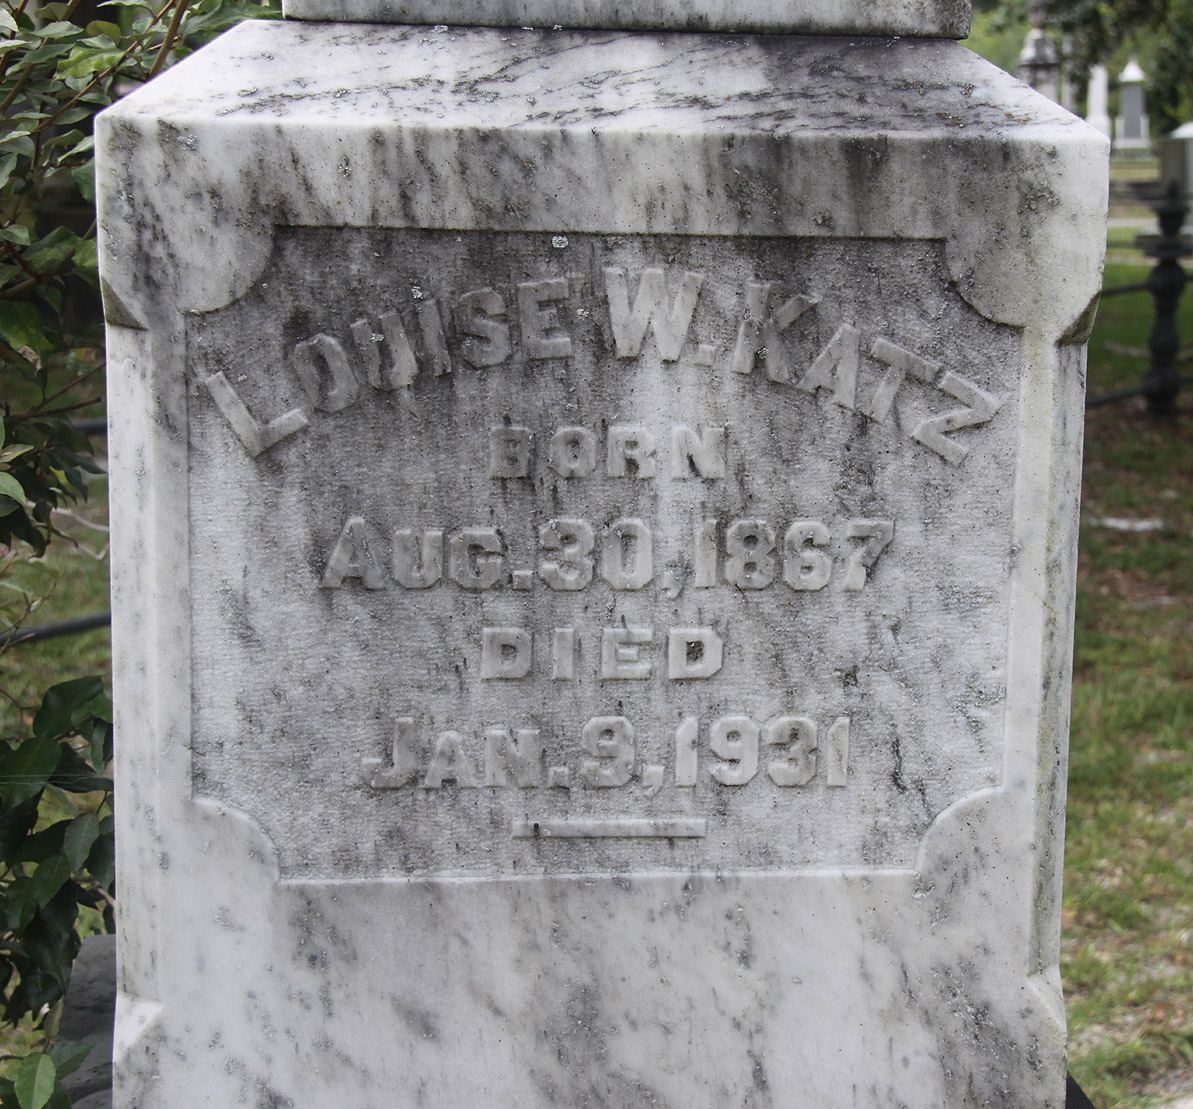 LOUISE W. KATZ
BORN
AUG. 30, 1867
DIED
JAN. 9, 1931